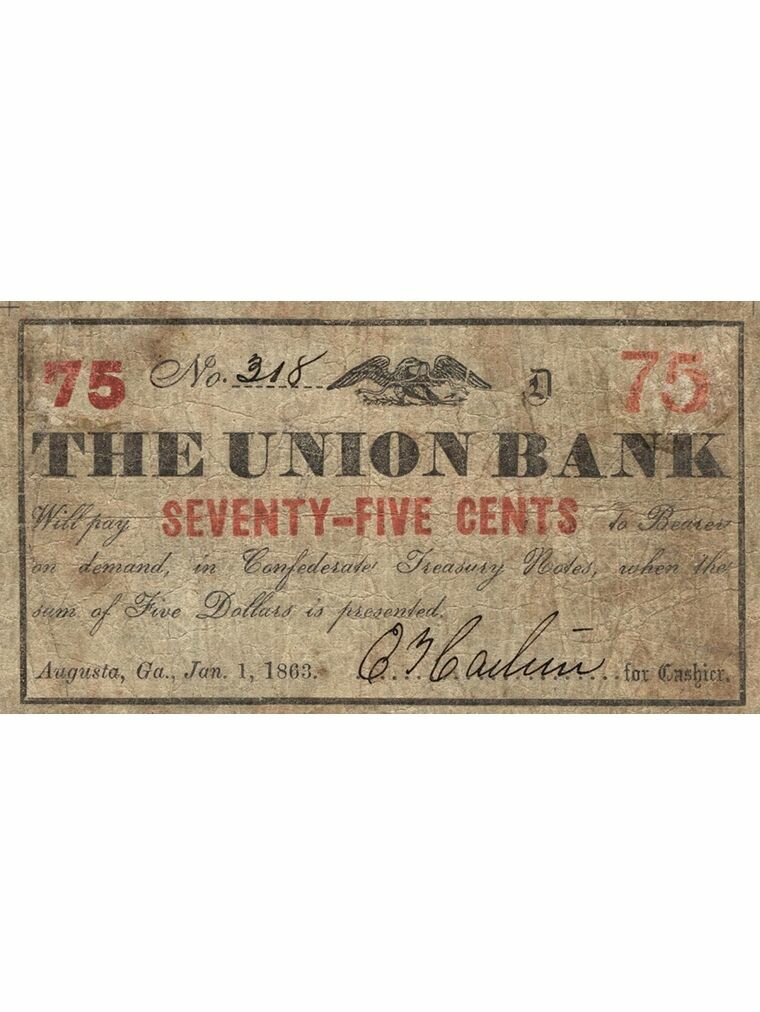 75 No. 318 D 75
THE UNION BANK
Will pay SEVENTY-FIVE CENTS to Bearer
on demand, in Confederate Treasury Notes, when the
sum of Five Dollars is presented.
Augusta, Ga., Jan. 1, 1863. for Cashier.